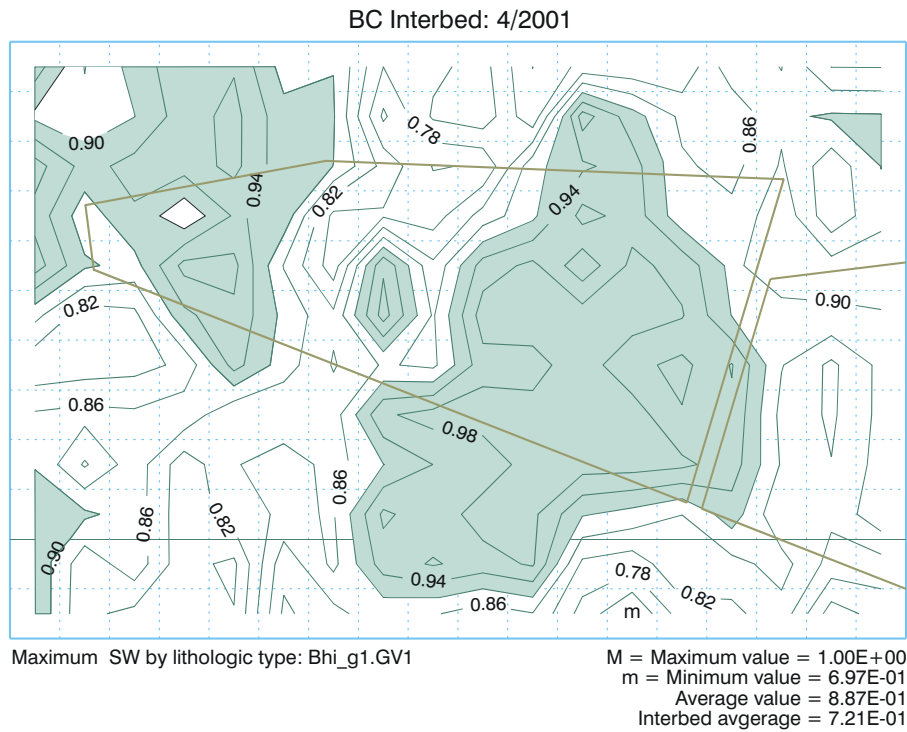 BC Interbed: 4/2001
0.90
0.78
0.86
0.94
0.82
0.94
0.82
0.90
0.86
0.98
0.86
0.86
0.82
0.90
0.94
0.78
0.82
0.86
m
Maximum SW by lithologic type: Bhi_g1.GV1
M = Maximum value = 1.00E+00
m = Minimum value = 6.97E-01
Average value = 8.87E-01
Interbed avgerage = 7.21E-01